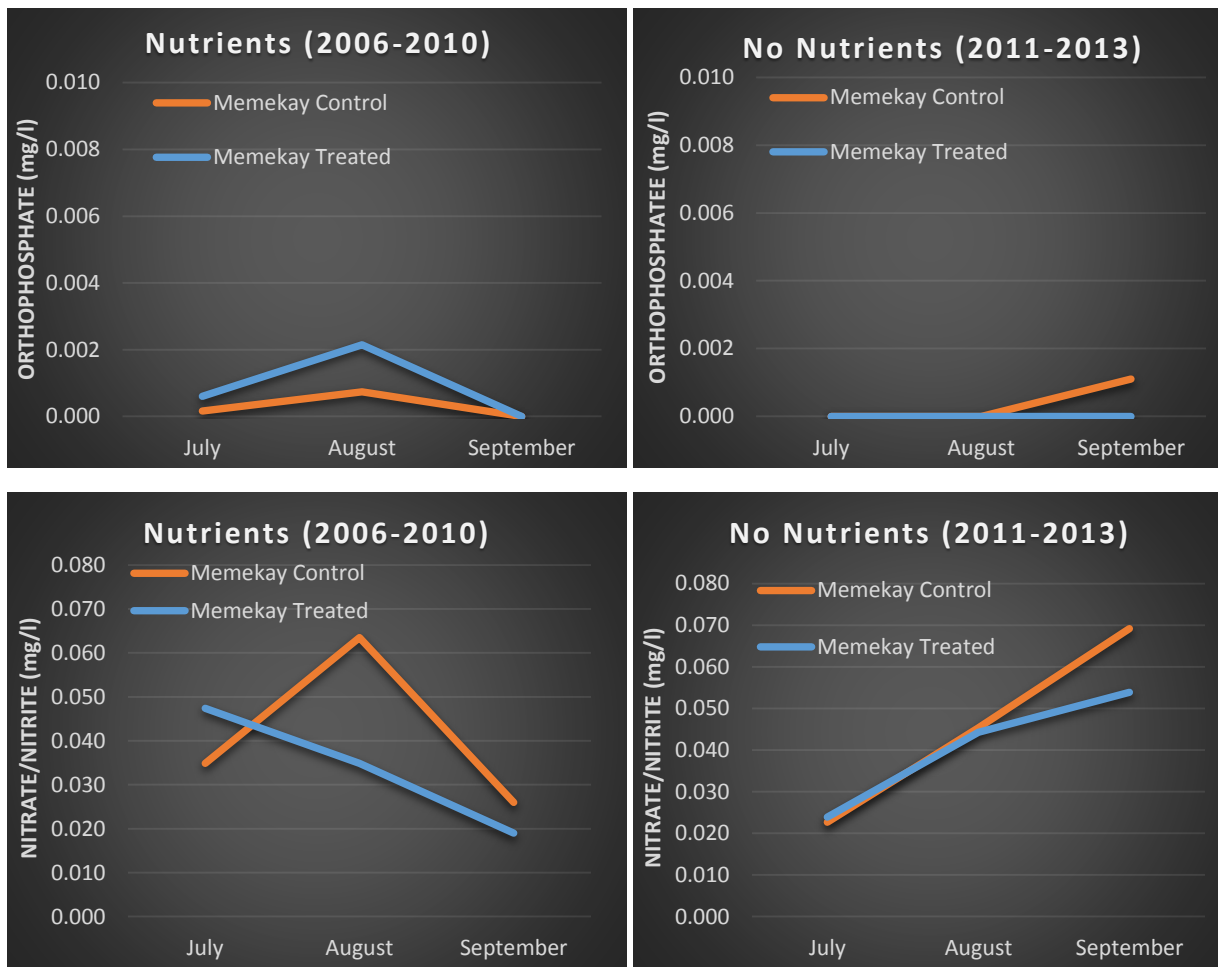 Nutrients (2006-2010)
ORTHOPHOSPHATE (mg/l)
0.010
0.008
0.006
0.004
0.002
0.000
Memekay Control
Memekay Treated
July August September
No Nutrients (2011-2013)
ORTHOPHOSPHATEE (mg/l)
0.010
0.008
0.006
0.004
0.002
0.000
Memekay Control
Memekay Treated
July August September
Nutrients (2006-2010)
NITRATE/NITRITE (mg/l)
0.080
0.070
0.060
0.050
0.040
0.030
0.020
0.010
0.000
Memekay Control
Memekay Treated
July August September
No Nutrients (2011-2013)
NITRATE/NITRITE (mg/l)
0.080
0.070
0.060
0.050
0.040
0.030
0.020
0.010
0.000
Memekay Control
Memekay Treated
July August September